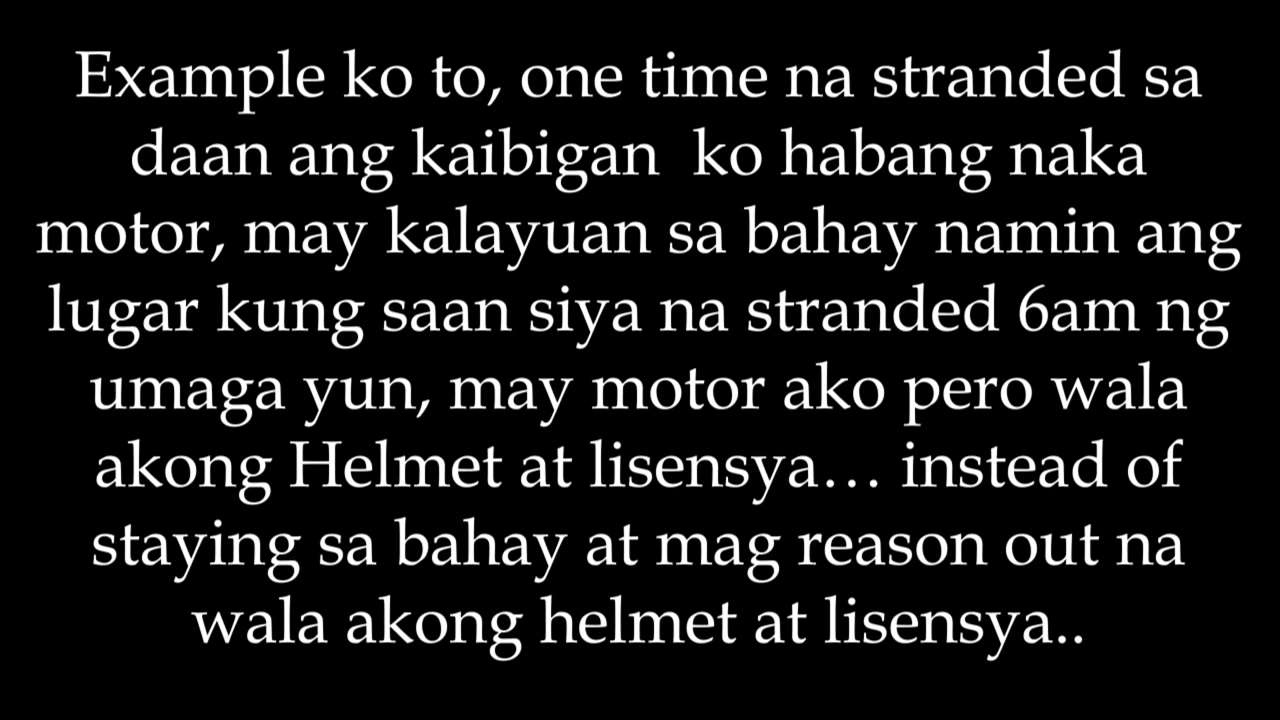 Example ko to, one time na stranded sa
daan ang kaibigan ko habang naka
motor, may kalayuan sa bahay namin ang
lugar kung saan siya na stranded 6am ng
umaga yun, may motor ako pero wala
akong Helmet at lisensya… instead of
staying sa bahay at mag reason out na
wala akong helmet at lisensya..